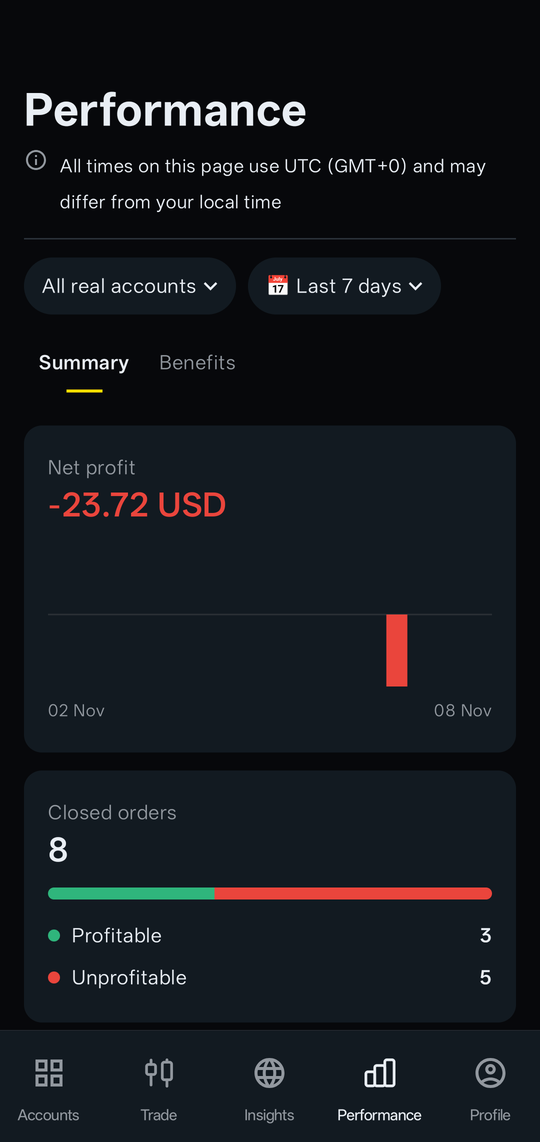 Performance
All times on this page use UTC (GMT+0) and may
differ from your local time
All real accounts
17 Last 7 days
Summary Benefits
Net profit
-23.72 USD
02 Nov 08 Nov
Closed orders
8
Profitable 3
Unprofitable 5
Accounts Trade Insights Performance Profile